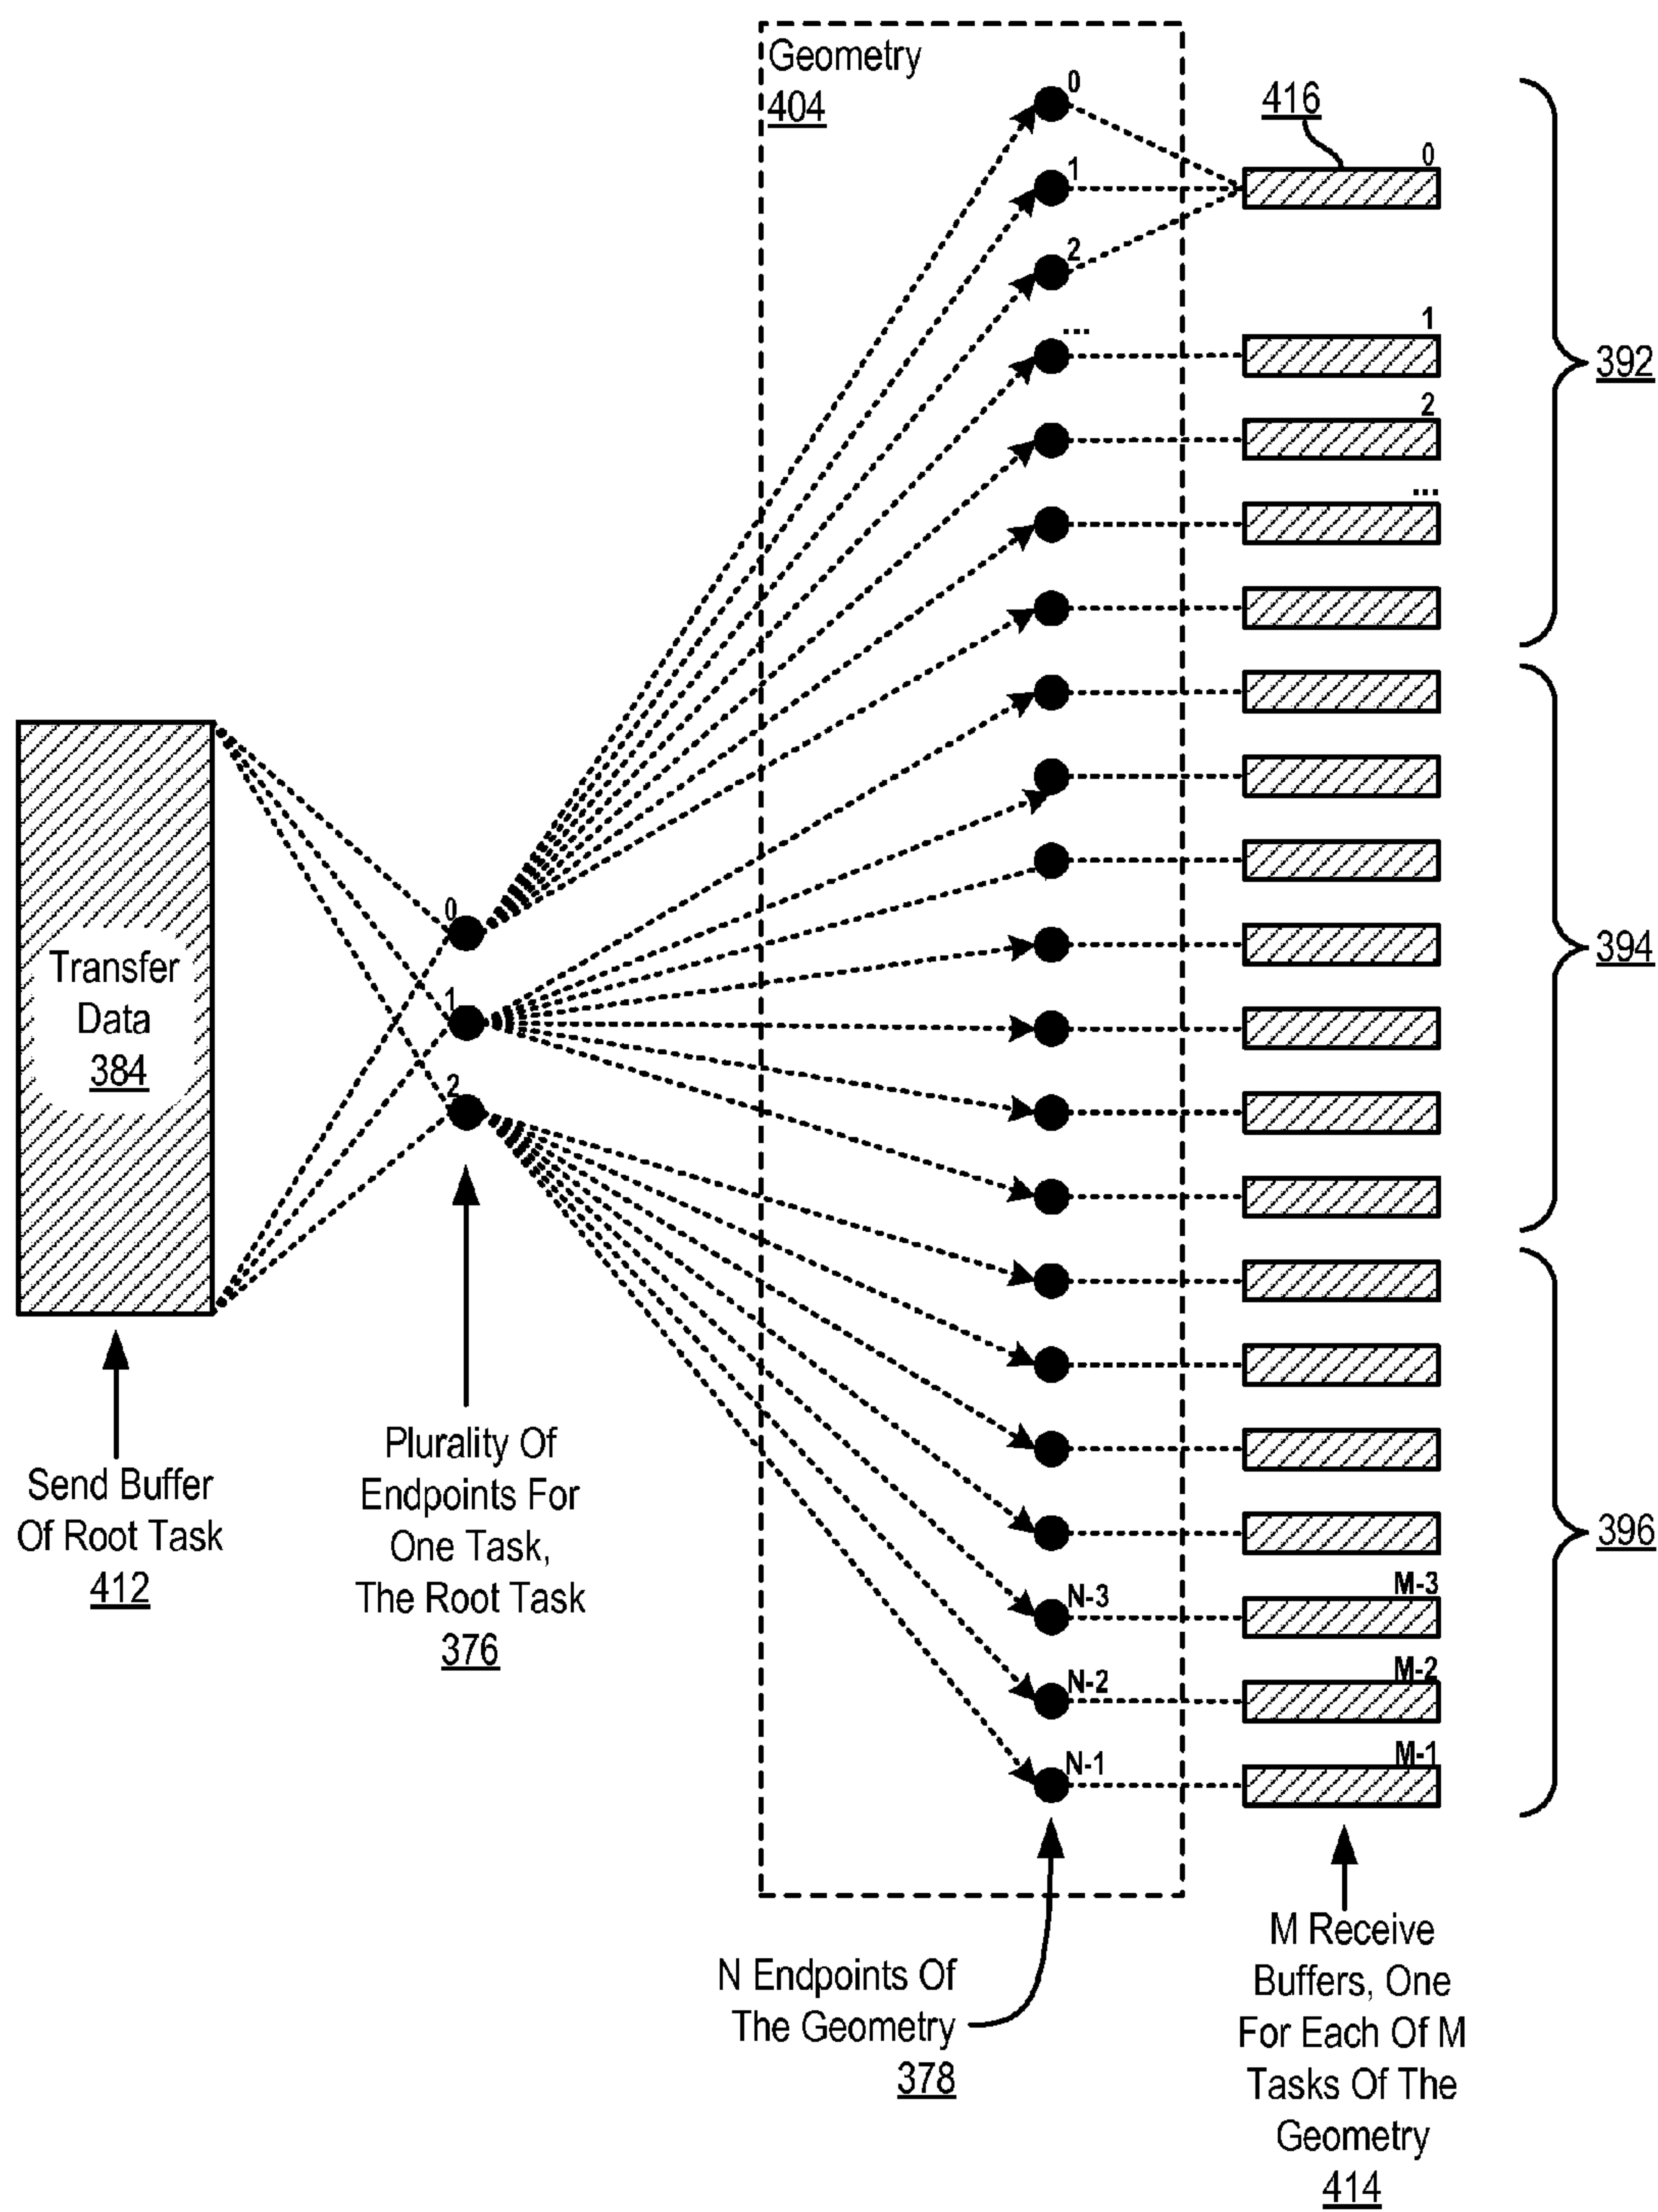 Geometry
404
0
416
0
1
2
...
1
392
2
...
0
Transfer
Data
384
1
394
2
Plurality Of
Endpoints For
One Task,
The Root Task
376
Send Buffer
Of Root Task
412
396
N-3
M-3
N-2
M-2
N-1
M-1
N Endpoints Of
The Geometry
378
M Receive
Buffers, One
For Each Of M
Tasks Of The
Geometry
414